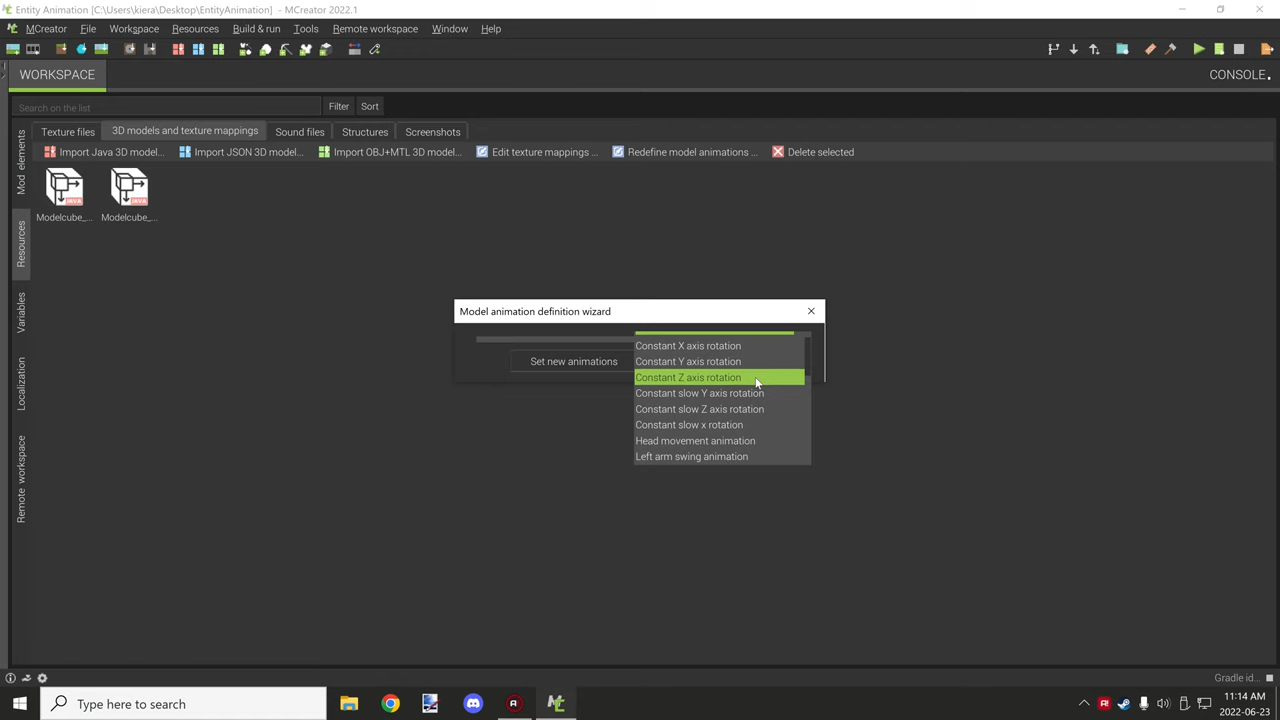 Entity Animation [C:\Users\kiera\Desktop\EntityAnimation] - MCreator 2022.1
MCreator File Workspace Resources Build & run Tools Remote workspace Window Help
WORKSPACE
CONSOLE
Search on the list
Filter
Sort
Mod elements
Resources
Variables
Localization
Remote workspace
Texture files
3D models and texture mappings
Sound files
Structures
Screenshots
Import Java 3D model...
Import JSON 3D model...
Import OBJ+MTL 3D model...
Edit texture mappings ...
Redefine model animations ...
Delete selected
JAVA
JAVA
Modelcube_...
Modelcube_...
Model animation definition wizard
Set new animations
Constant X axis rotation
Constant Y axis rotation
Constant Z axis rotation
Constant slow Y axis rotation
Constant slow Z axis rotation
Constant slow x rotation
Head movement animation
Left arm swing animation
Gradle id...
Type here to search
11:14 AM
2022-06-23